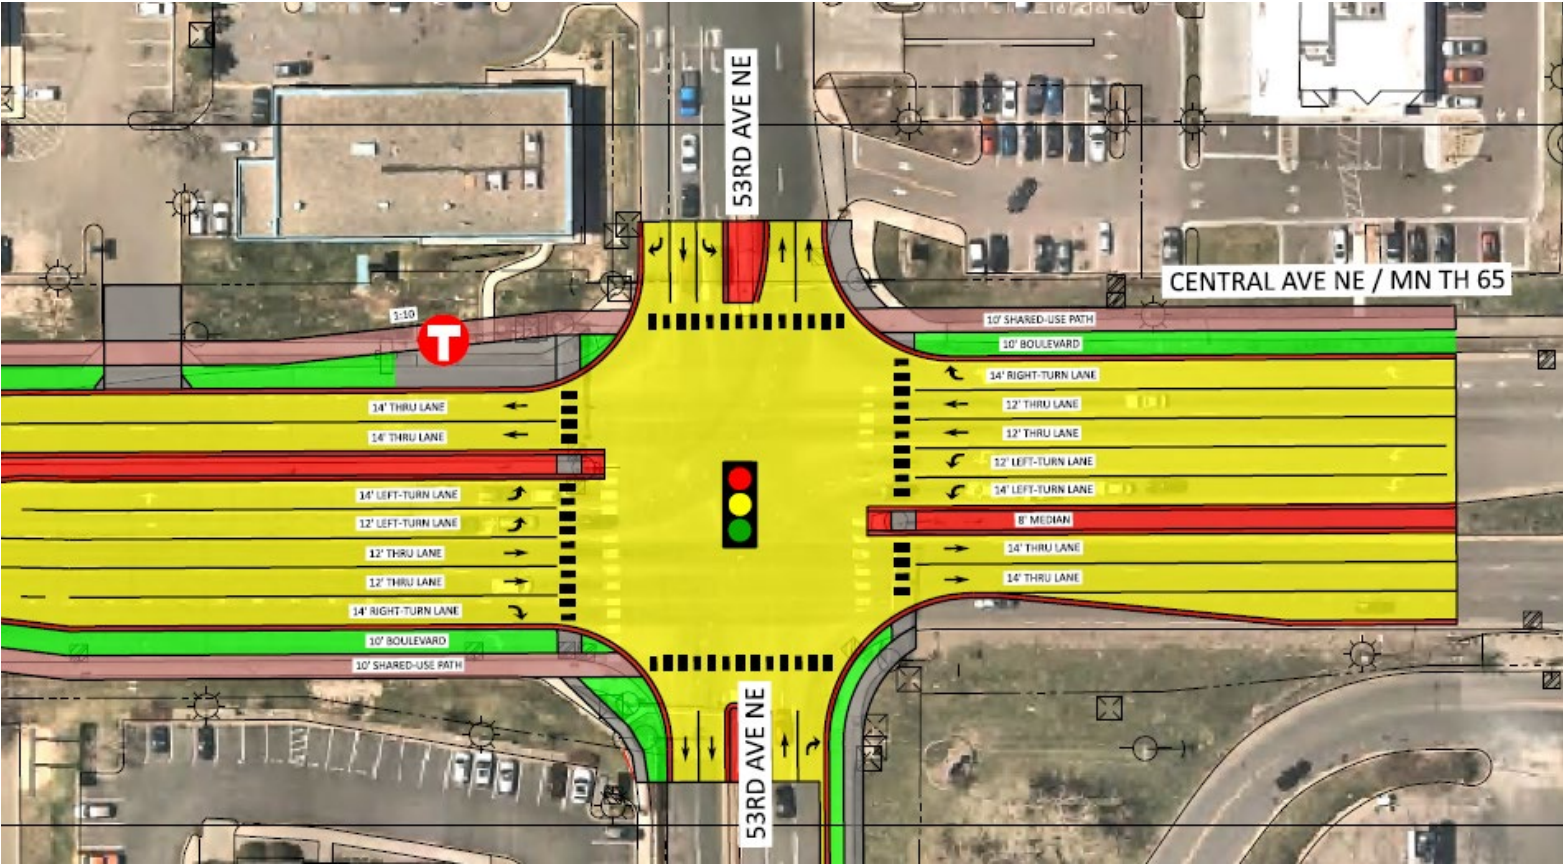 53RD AVE NE
CENTRAL AVE NE / MN TH 65
1:10
T
10' SHARED-USE PATH
10' BOULEVARD
14' RIGHT-TURN LANE
12' THRU LANE
12' THRU LANE
12' LEFT-TURN LANE
14' LEFT-TURN LANE
8' MEDIAN
14' THRU LANE
14' THRU LANE
14' THRU LANE
14' THRU LANE
14' LEFT-TURN LANE
12' LEFT-TURN LANE
12' THRU LANE
12' THRU LANE
14' RIGHT-TURN LANE
10' BOULEVARD
10' SHARED-USE PATH
53RD AVE NE